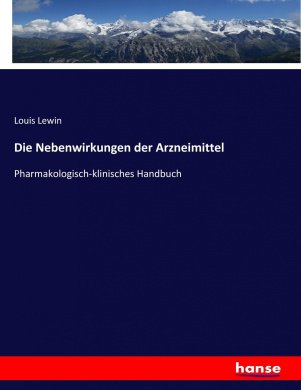 Louis Lewin
Die Nebenwirkungen der Arzneimittel
Pharmakologisch-klinisches Handbuch
hanse